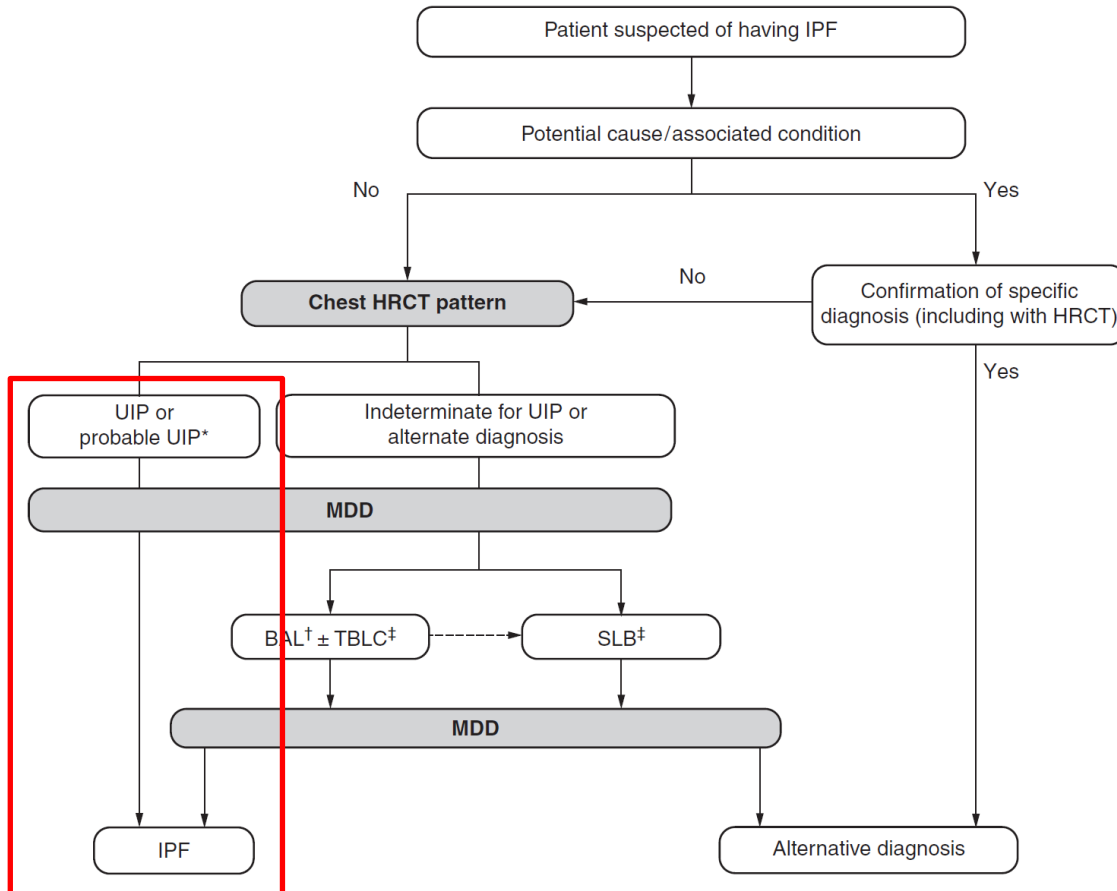 Patient suspected of having IPF
Potential cause/associated condition
No
Yes
Chest HRCT pattern
No
Confirmation of specific
diagnosis (including with HRCT)
Yes
UIP or
probable UIP*
Indeterminate for UIP or
alternate diagnosis
MDD
BAL† ± TBLC‡
SLB‡
MDD
IPF
Alternative diagnosis